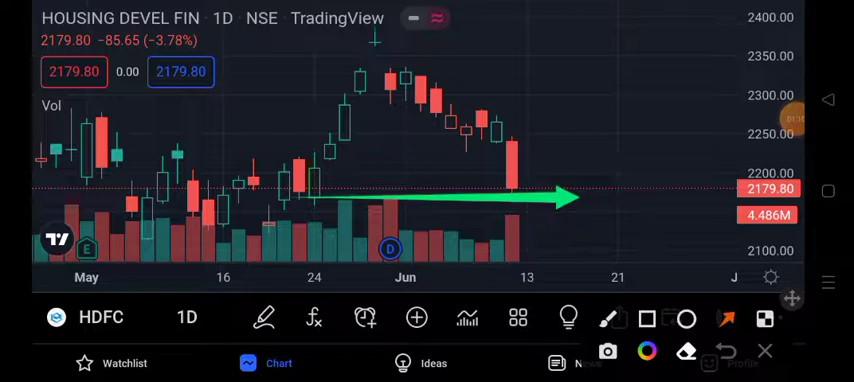 HOUSING DEVEL FIN · 1D · NSE · TradingView
2179.80 −85.65 (−3.78%)
2179.80 0.00 2179.80
Vol
2400.00
2350.00
2300.00
2250.00
2200.00
2179.80
4.486M
2100.00
E
D
May 16 24 Jun 13 21 J
HDFC 1D
Watchlist Chart Ideas Profile